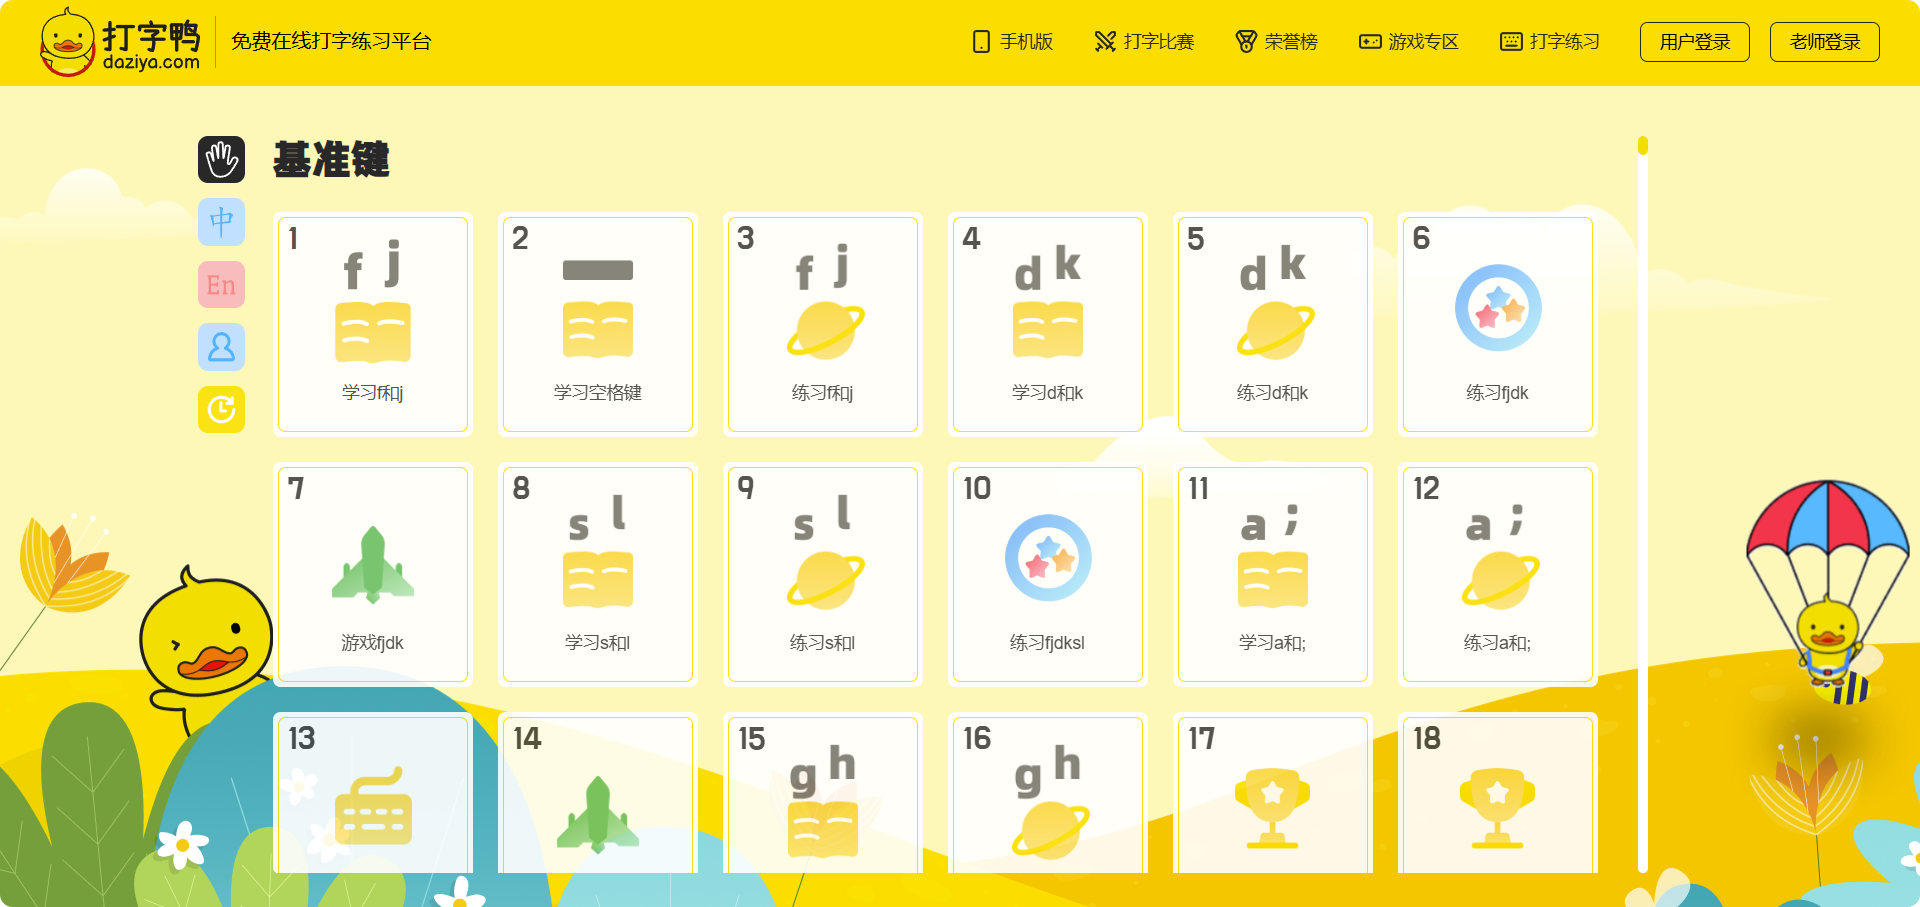 打字鸭
daziya.com
免费在线打字练习平台
手机版
打字比赛
荣誉榜
游戏专区
打字练习
用户登录
老师登录
基准键
中
En
1
f j
学习f和j
2
学习空格键
3
f j
练习f和j
4
d k
学习d和k
5
d k
练习d和k
6
练习fjdk
7
游戏fjdk
8
s l
学习s和l
9
s l
练习s和l
10
练习fjdksl
11
a ;
学习a和;
12
a ;
练习a和;
13
14
15
g h
16
g h
17
18